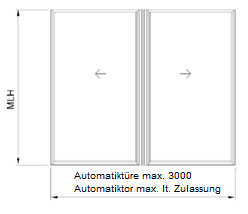 MLH
Automatiktüre max. 3000
Automatiktor max. lt. Zulassung